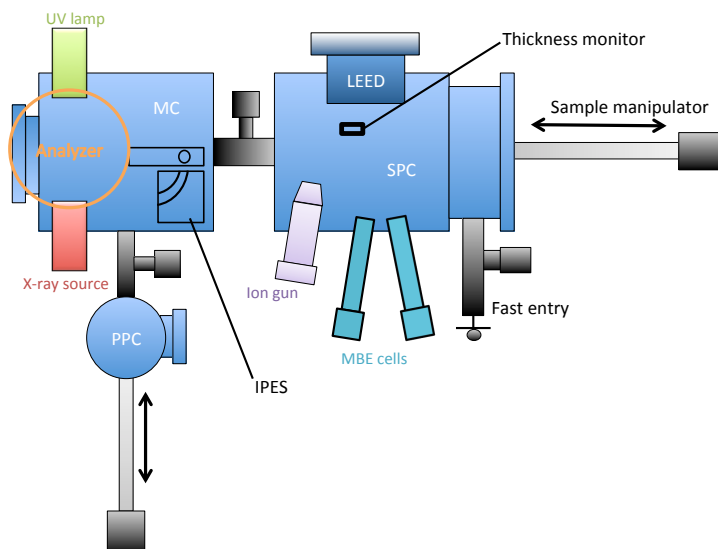 UV lamp
Thickness monitor
LEED
MC
Sample manipulator
Analyzer
SPC
X-ray source
Ion gun
Fast entry
PPC
MBE cells
IPES